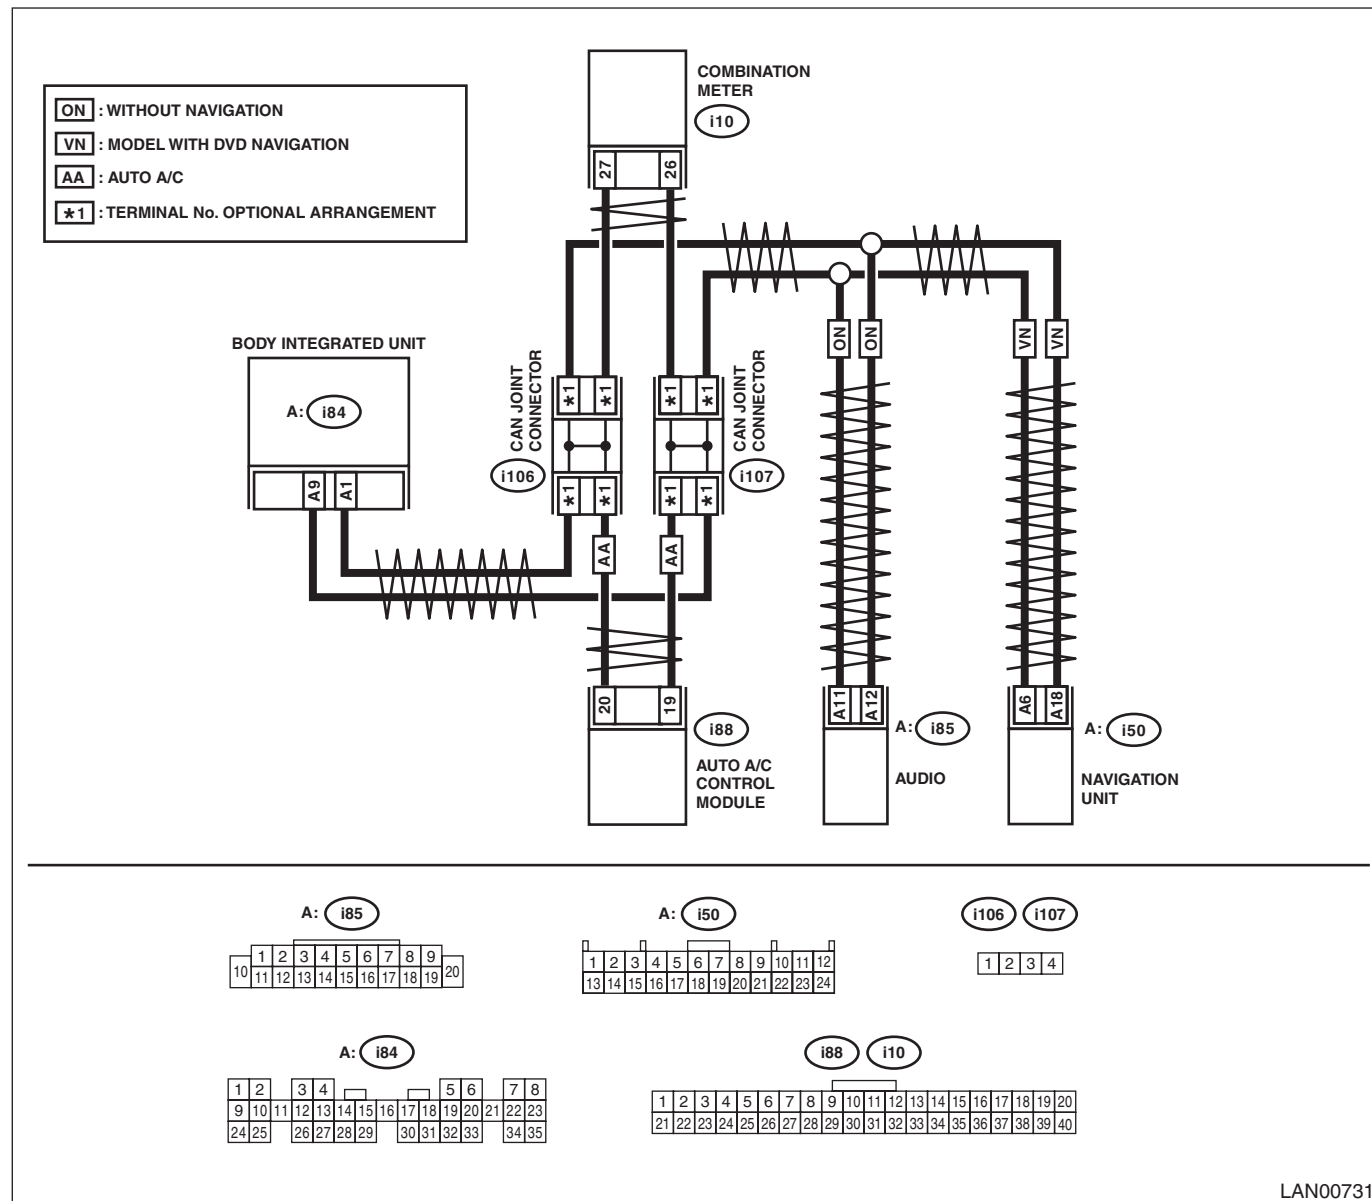 COMBINATION
METER
i10
ON : WITHOUT NAVIGATION
VN : MODEL WITH DVD NAVIGATION
AA : AUTO A/C
*1 : TERMINAL No. OPTIONAL ARRANGEMENT
27 26
BODY INTEGRATED UNIT
A: i84
A9 A1
ON ON VN VN
CAN JOINT
CONNECTOR
i106
*1 *1
*1 *1
CAN JOINT
CONNECTOR
i107
*1 *1
*1 *1
AA AA
20 19
i88
AUTO A/C
CONTROL
MODULE
A11 A12
A: i85
AUDIO
A6 A18
A: i50
NAVIGATION
UNIT
A: i85
1 2 3 4 5 6 7 8 9
10 11 12 13 14 15 16 17 18 19 20
A: i50
1 2 3 4 5 6 7 8 9 10 11 12
13 14 15 16 17 18 19 20 21 22 23 24
i106 i107
1 2 3 4
A: i84
1 2 3 4 5 6 7 8
9 10 11 12 13 14 15 16 17 18 19 20 21 22 23
24 25 26 27 28 29 30 31 32 33 34 35
i88 i10
1 2 3 4 5 6 7 8 9 10 11 12 13 14 15 16 17 18 19 20
21 22 23 24 25 26 27 28 29 30 31 32 33 34 35 36 37 38 39 40
LAN00731